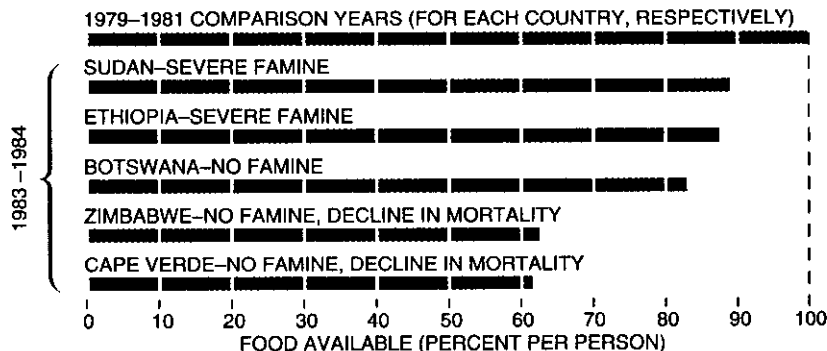 1979–1981 COMPARISON YEARS (FOR EACH COUNTRY, RESPECTIVELY)
1983–1984
SUDAN–SEVERE FAMINE
ETHIOPIA–SEVERE FAMINE
BOTSWANA–NO FAMINE
ZIMBABWE–NO FAMINE, DECLINE IN MORTALITY
CAPE VERDE–NO FAMINE, DECLINE IN MORTALITY
0 10 20 30 40 50 60 70 80 90 100
FOOD AVAILABLE (PERCENT PER PERSON)